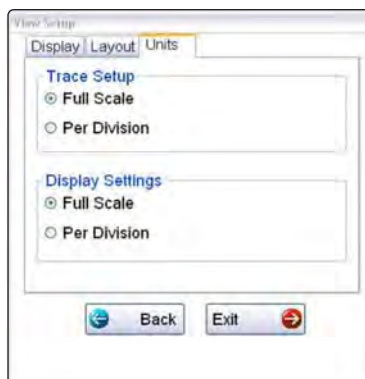 View Setup
Display Layout Units
Trace Setup
Full Scale
Per Division
Display Settings
Full Scale
Per Division
Back Exit